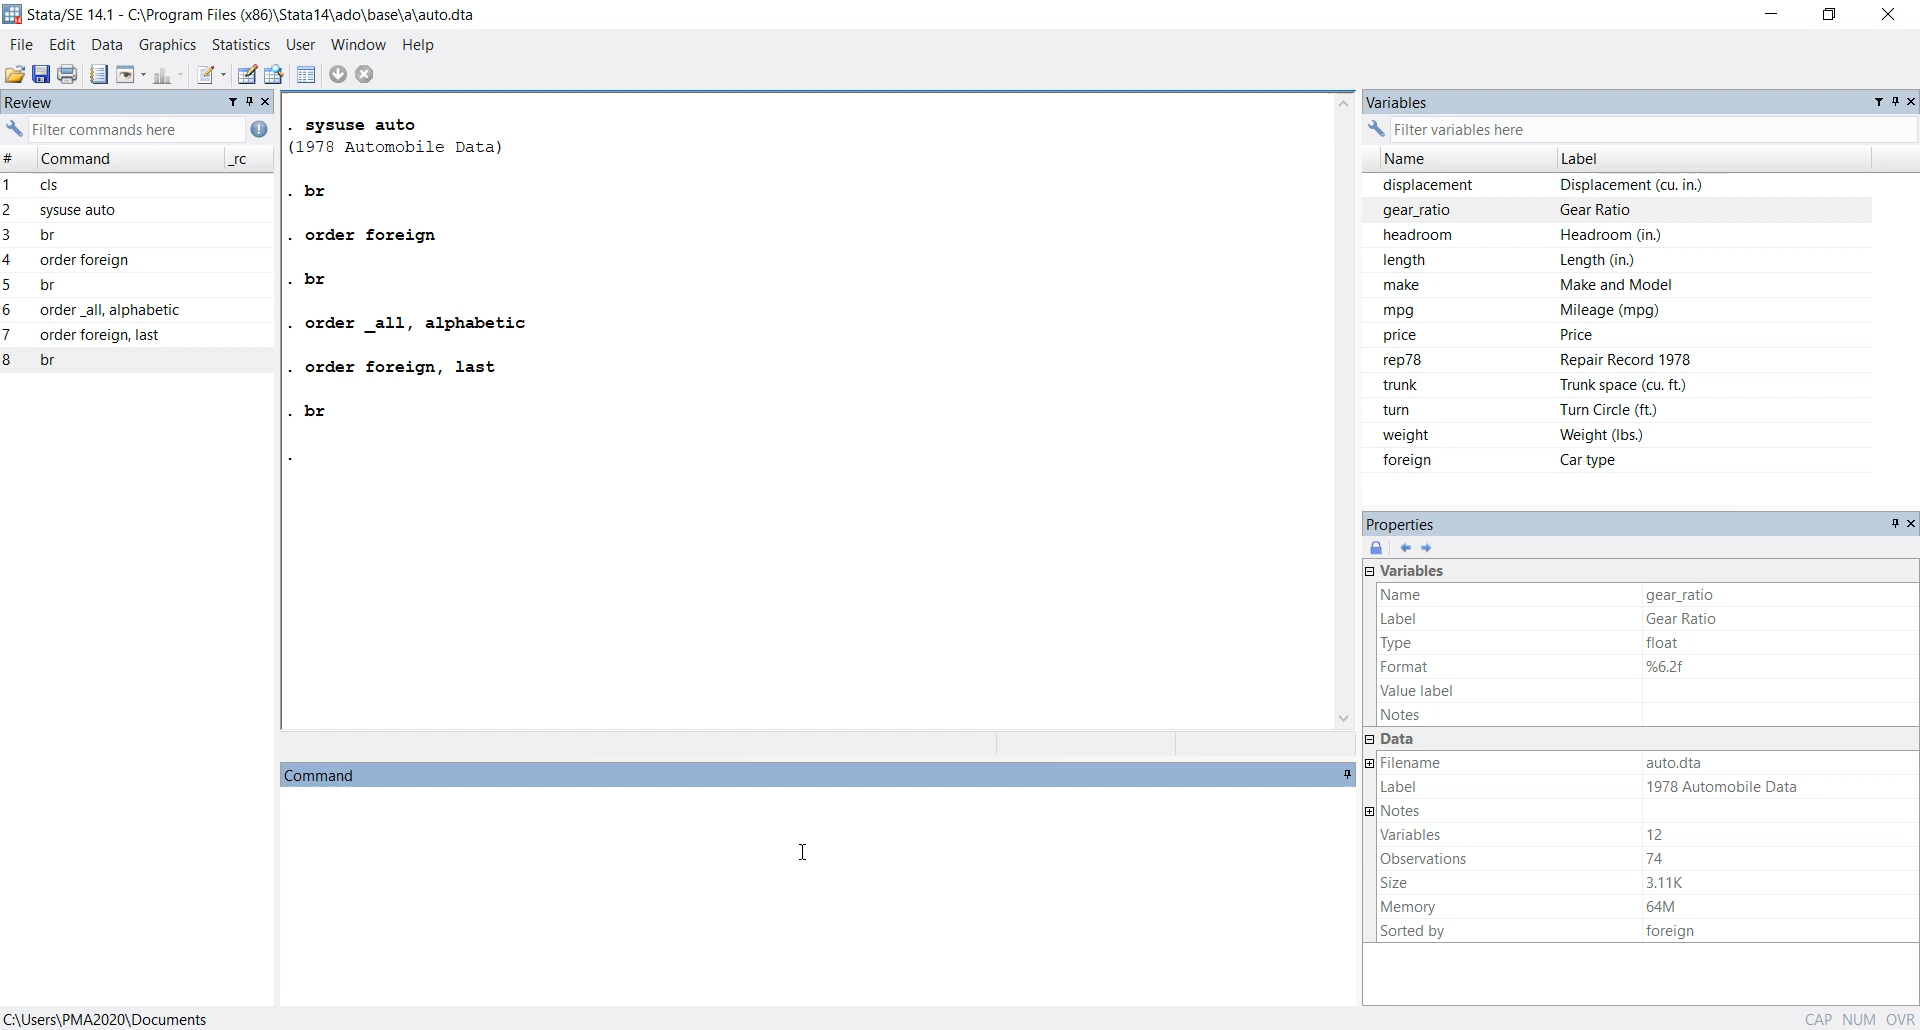 Stata/SE 14.1 - C:\Program Files (x86)\Stata14\ado\base\a\auto.dta
File Edit Data Graphics Statistics User Window Help
Review
Filter commands here
# Command _rc
1 cls
2 sysuse auto
3 br
4 order foreign
5 br
6 order _all, alphabetic
7 order foreign, last
8 br
. sysuse auto
(1978 Automobile Data)
. br
. order foreign
. br
. order _all, alphabetic
. order foreign, last
. br
.
Command
Variables
Filter variables here
Name Label
displacement Displacement (cu. in.)
gear_ratio Gear Ratio
headroom Headroom (in.)
length Length (in.)
make Make and Model
mpg Mileage (mpg)
price Price
rep78 Repair Record 1978
trunk Trunk space (cu. ft.)
turn Turn Circle (ft.)
weight Weight (lbs.)
foreign Car type
Properties
Variables
Name gear_ratio
Label Gear Ratio
Type float
Format %6.2f
Value label
Notes
Data
Filename auto.dta
Label 1978 Automobile Data
Notes
Variables 12
Observations 74
Size 3.11K
Memory 64M
Sorted by foreign
C:\Users\PMA2020\Documents
CAP NUM OVR